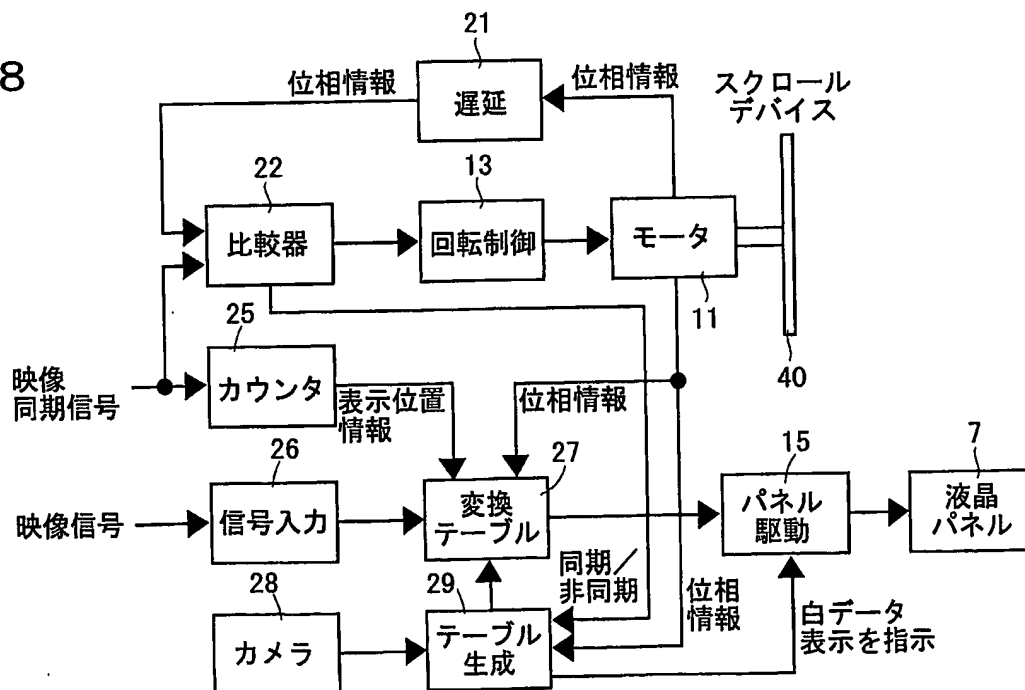 8
21
位相情報
遅延
位相情報
スクロール
デバイス
22
比較器
13
回転制御
モータ
11
40
映像
同期信号
25
カウンタ
表示位置
情報
位相情報
映像信号
26
信号入力
変換
テーブル
27
15
パネル
駆動
7
液晶
パネル
同期/
非同期
位相
情報
28
カメラ
29
テーブル
生成
白データ
表示を指示